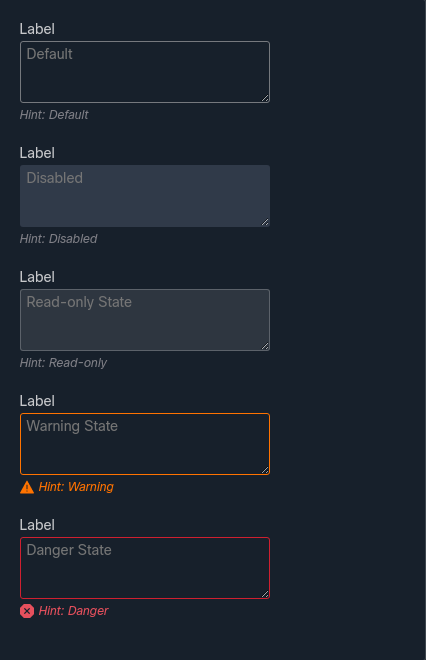 Label
Default
Hint: Default
Label
Disabled
Hint: Disabled
Label
Read-only State
Hint: Read-only
Label
Warning State
Hint: Warning
Label
Danger State
Hint: Danger